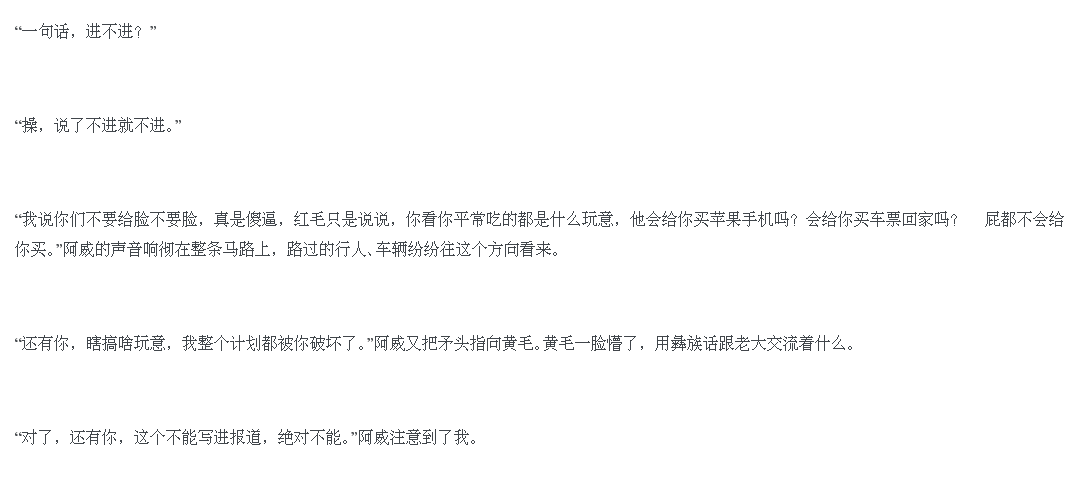 “一句话，进不进？”
“操，说了不进就不进。”
“我说你们不要给脸不要脸，真是傻逼，红毛只是说说，你看你平常吃的都是什么玩意，他会给你买苹果手机吗？会给你买车票回家吗？　屁都不会给
你买。”阿威的声音响彻在整条马路上，路过的行人、车辆纷纷往这个方向看来。
“还有你，瞎搞啥玩意，我整个计划都被你破坏了。”阿威又把矛头指向黄毛。黄毛一脸懵了，用彝族话跟老大交流着什么。
“对了，还有你，这个不能写进报道，绝对不能。”阿威注意到了我。